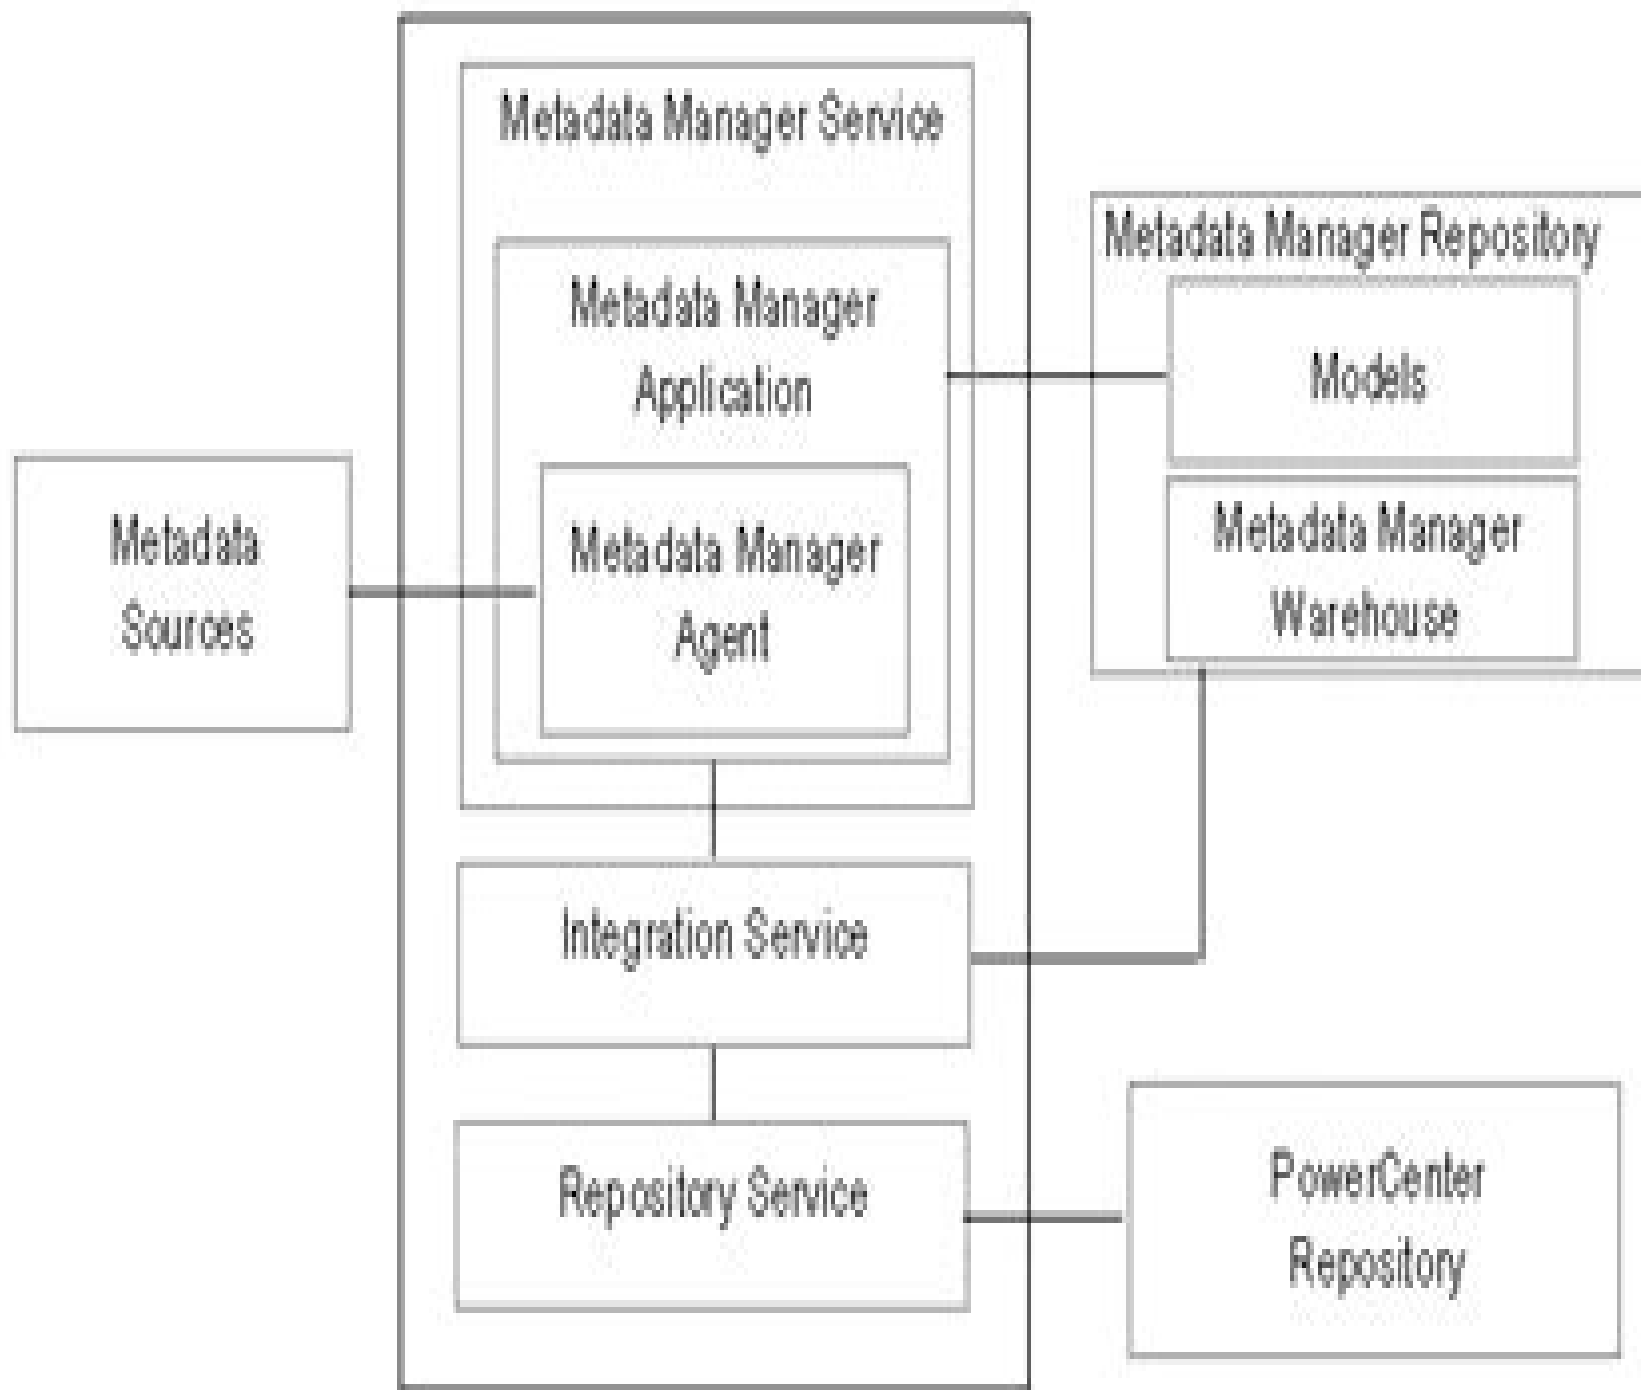 Metadata Manager Service
Metadata Manager
Application
Metadata Manager
Agent
Metadata
Sources
Metadata Manager Repository
Models
Metadata Manager
Warehouse
Integration Service
Repository Service
PowerCenter
Repository